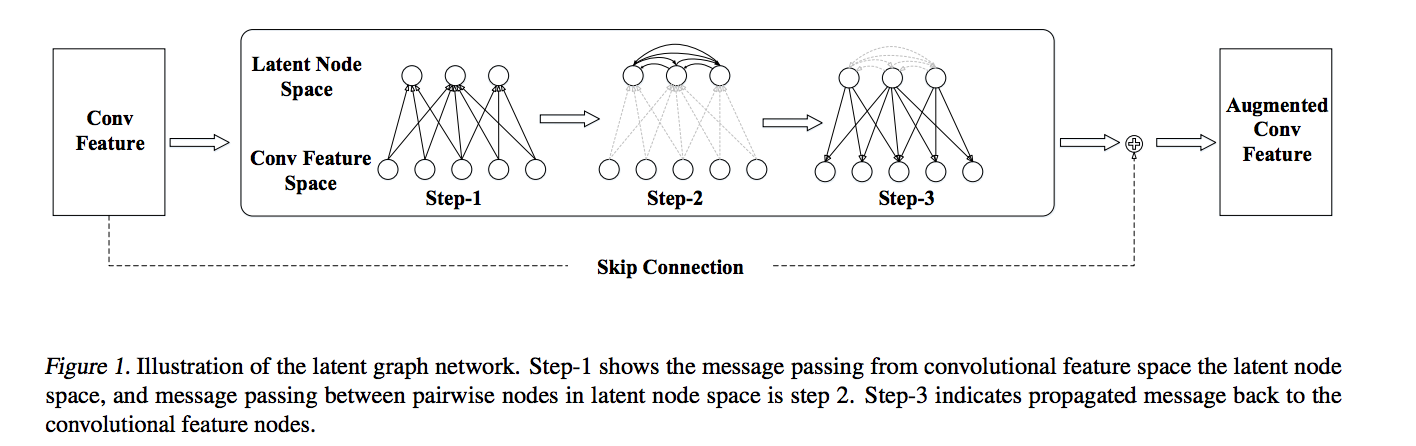 Conv
Feature
Latent Node
Space
Conv Feature
Space
Step-1
Step-2
Step-3
Augmented
Conv
Feature
Skip Connection
Figure 1. Illustration of the latent graph network. Step-1 shows the message passing from convolutional feature space the latent node
space, and message passing between pairwise nodes in latent node space is step 2. Step-3 indicates propagated message back to the
convolutional feature nodes.